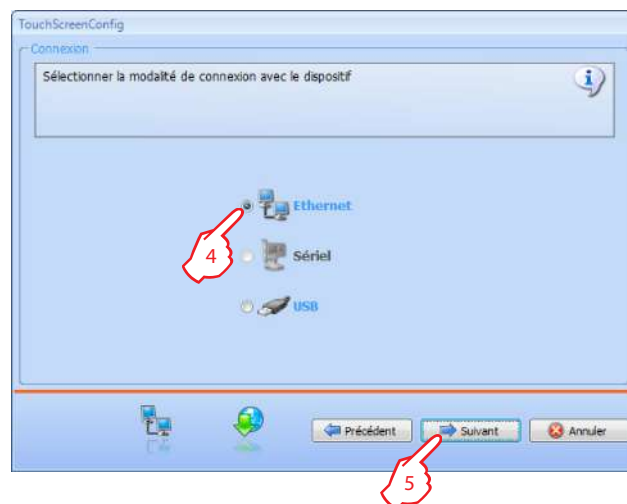 TouchScreenConfig
Connexion
Sélectionner la modalité de connexion avec le dispositif
Ethernet
4
Sériel
USB
Précédent
Suivant
Annuler
5